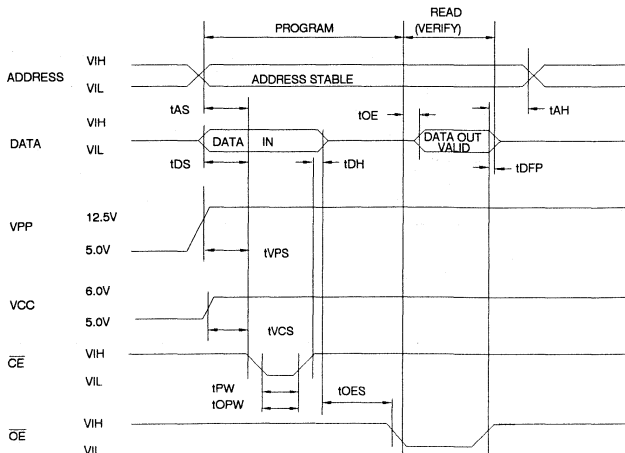 READ
PROGRAM (VERIFY)
ADDRESS VIH
VIL ADDRESS STABLE
tAS tOE tAH
VIH
DATA VIL DATA IN DATA OUT
VALID
tDS tDH tDFP
VPP 12.5V
5.0V tVPS
6.0V
VCC 5.0V
tVCS
CE VIH
VIL
tPW tOES
tOPW
VIH
OE
VIL